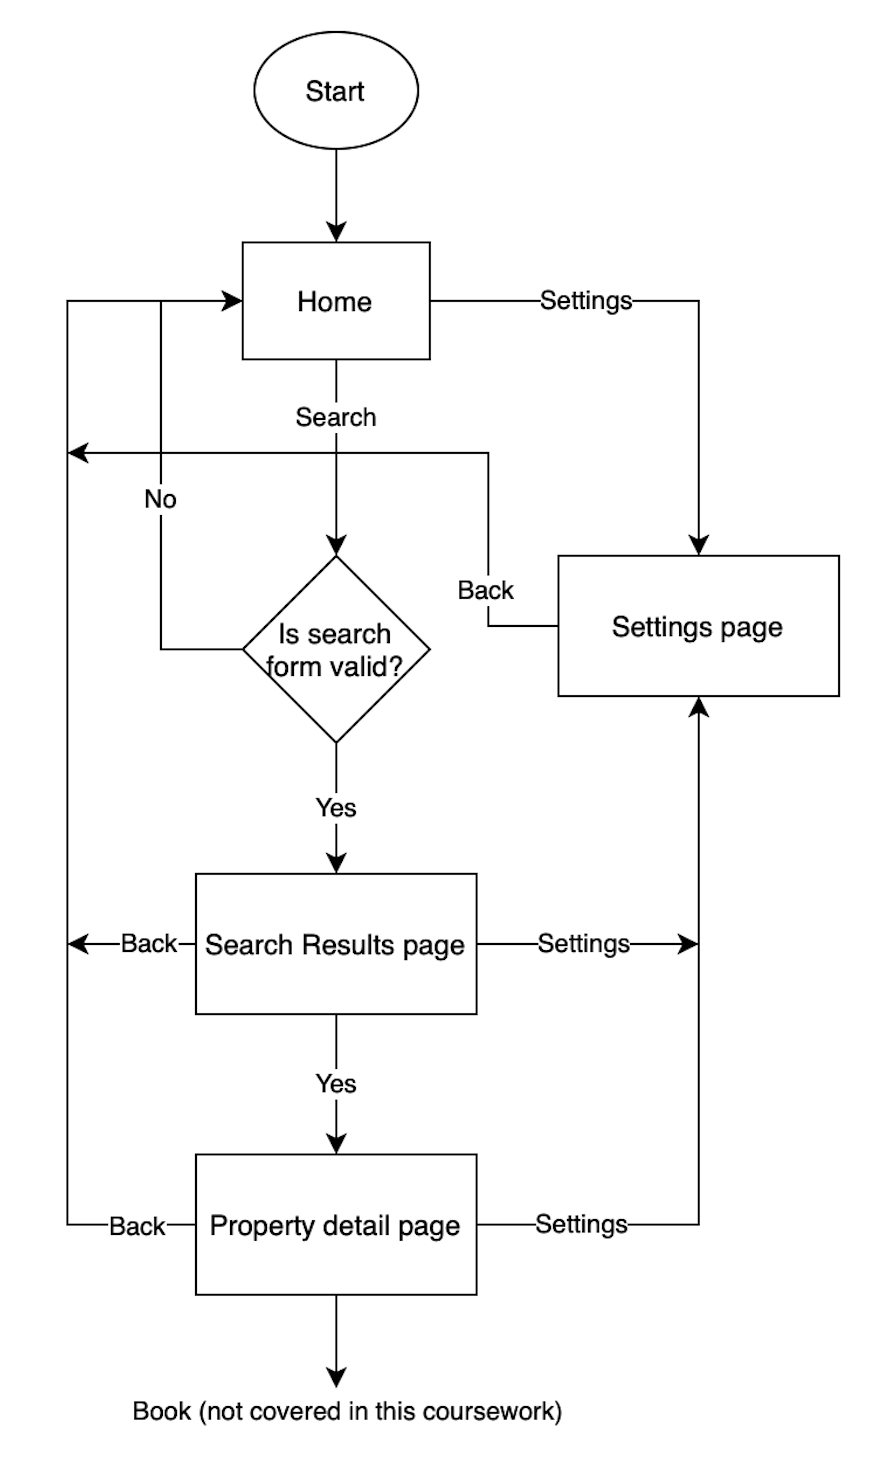 Start
Home
Settings
Search
No
Back
Settings page
Is search
form valid?
Yes
Back
Search Results page
Settings
Yes
Back
Property detail page
Settings
Book (not covered in this coursework)